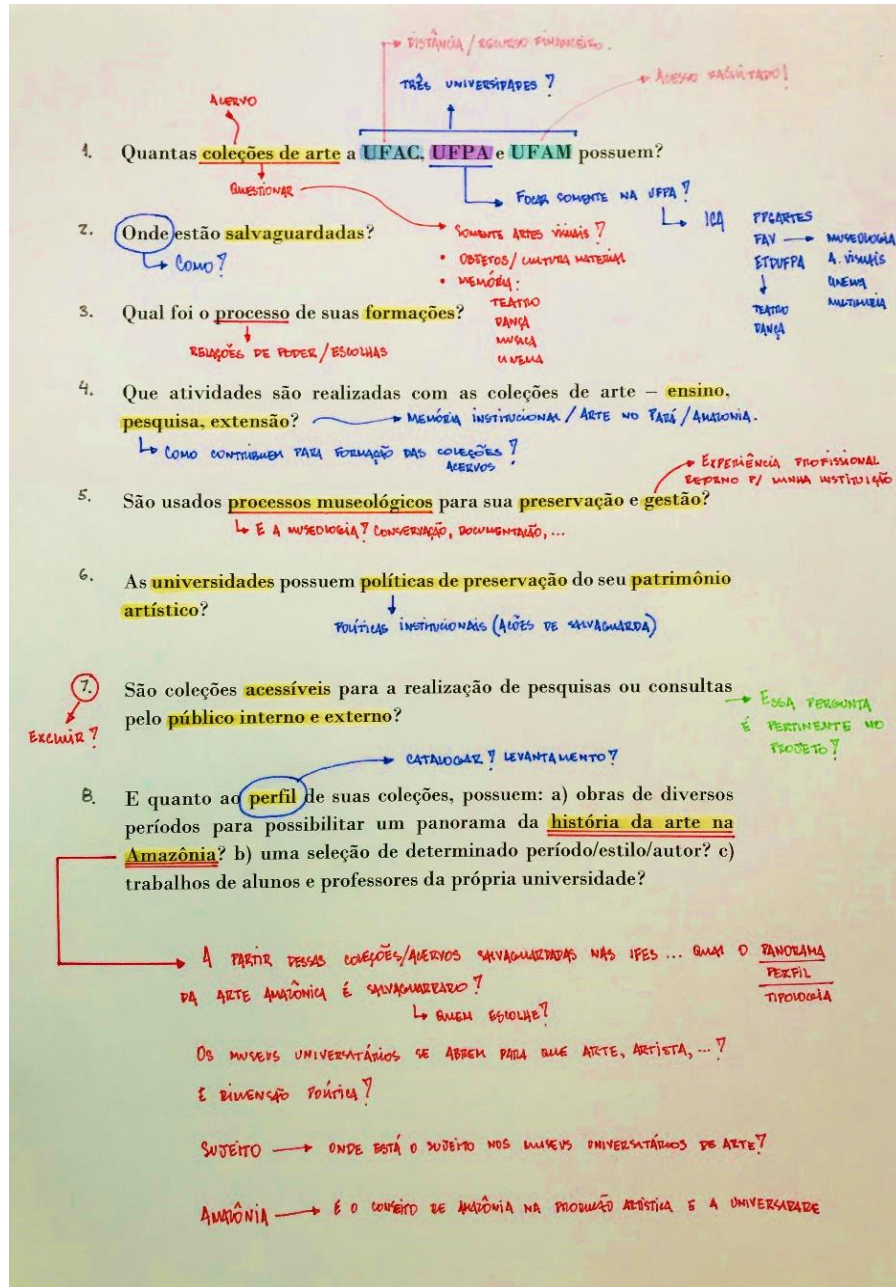 DISTÂNCIA / RECURSO FINANCEIRO.
TRÊS UNIVERSIDADES?
ACESSO FACILITADO!
ACERVO
1. Quantas coleções de arte a UFAC, UFPA e UFAM possuem?
QUESTIONAR
FOCAR SOMENTE NA UFPA?
ICA
PPGARTES
FAV → MUSEOLOGIA
A. VISUAIS
CINEMA
MULTIMIDIA
ETDUFPA
TEATRO
DANÇA
2. Onde estão salvaguardadas?
COMO?
SOMENTE ARTES VISUAIS?
• OBJETOS / CULTURA MATERIAL
• MEMÓRIA:
TEATRO
DANÇA
MUSICA
CINEMA
3. Qual foi o processo de suas formações?
RELAÇÕES DE PODER / ESCOLHAS
4. Que atividades são realizadas com as coleções de arte – ensino,
pesquisa, extensão?
MEMÓRIA INSTITUCIONAL / ARTE NO PARÁ / AMAZONIA.
COMO CONTRIBUEM PARA FORMAÇÃO DAS COLEÇÕES?
ACERVOS
EXPERIÊNCIA PROFISSIONAL
RETORNO P/ MINHA INSTITUIÇÃO
5. São usados processos museológicos para sua preservação e gestão?
E A MUSEOLOGIA? CONSERVAÇÃO, DOCUMENTAÇÃO, ...
6. As universidades possuem políticas de preservação do seu patrimônio
artístico?
POLÍTICAS INSTITUCIONAIS (AÇÕES DE SALVAGUARDA)
7. São coleções acessíveis para a realização de pesquisas ou consultas
pelo público interno e externo?
EXCLUIR?
ESSA PERGUNTA
É PERTINENTE NO
PROJETO?
CATALOGAR? LEVANTAMENTO?
8. E quanto ao perfil de suas coleções, possuem: a) obras de diversos
períodos para possibilitar um panorama da história da arte na
Amazônia? b) uma seleção de determinado período/estilo/autor? c)
trabalhos de alunos e professores da própria universidade?
A PARTIR DESSAS COLEÇÕES/ACERVOS SALVAGUARDADAS NAS IFES ... QUAL O PANORAMA
PERFIL
TIPOLOGIA
DA ARTE AMAZÔNICA É SALVAGUARDADO?
QUEM ESCOLHE?
OS MUSEUS UNIVERSITÁRIOS SE ABREM PARA QUE ARTE, ARTISTA, ...?
E DIMENSÃO POLÍTICA?
SUJEITO → ONDE ESTÁ O SUJEITO NOS MUSEUS UNIVERSITÁRIOS DE ARTE?
AMAZÔNIA → E O CONSEITO DE AMAZÔNIA NA PRODUÇÃO ARTÍSTICA E A UNIVERSIDADE